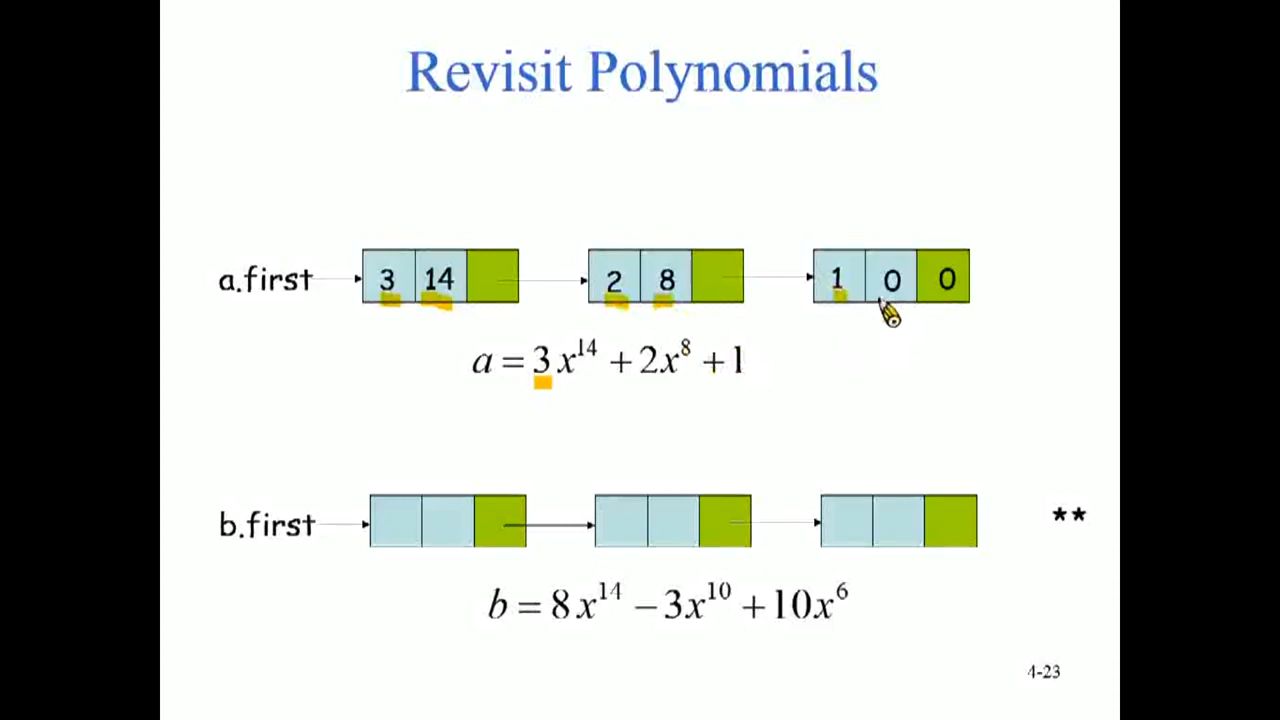 Revisit Polynomials
a.first 3 14 2 8 1 0 0
a = 3x^14 + 2x^8 + 1
b.first **
b = 8x^14 − 3x^10 + 10x^6
4-23